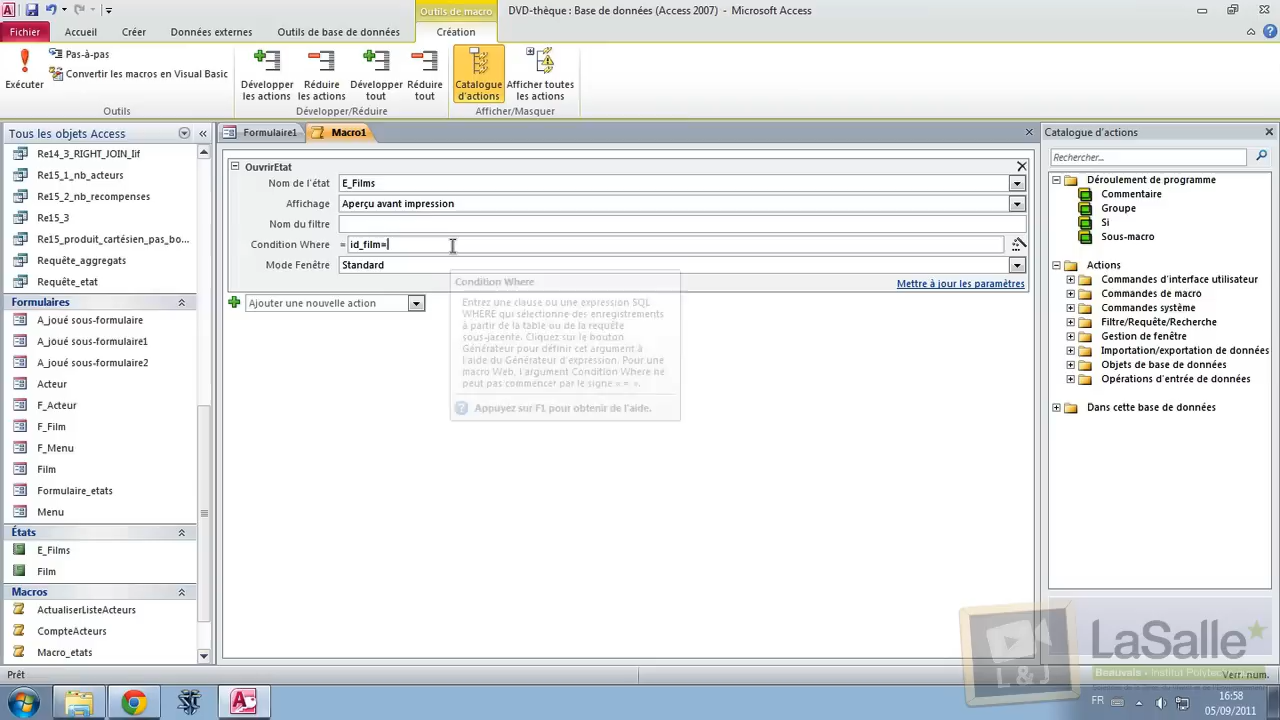 Outils de macro
DVD-thèque : Base de données (Access 2007) - Microsoft Access
Fichier
Accueil
Créer
Données externes
Outils de base de données
Création
Exécuter
Pas-à-pas
Convertir les macros en Visual Basic
Outils
Développer les actions
Réduire les actions
Développer tout
Réduire tout
Développer/Réduire
Catalogue d'actions
Afficher toutes les actions
Afficher/Masquer
Tous les objets Access
Re14_3_RIGHT_JOIN_Iif
Re15_1_nb_acteurs
Re15_2_nb_recompenses
Re15_3
Re15_produit_cartésien_pas_bo...
Requête_aggregats
Requête_etat
Formulaires
A_joué sous-formulaire
A_joué sous-formulaire1
A_joué sous-formulaire2
Acteur
F_Acteur
F_Film
F_Menu
Film
Formulaire_etats
Menu
États
E_Films
Film
Macros
ActualiserListeActeurs
CompteActeurs
Macro_etats
Formulaire1
Macro1
OuvrirEtat
Nom de l'état E_Films
Affichage Aperçu avant impression
Nom du filtre
Condition Where = id_film=
Mode Fenêtre Standard
Mettre à jour les paramètres
Ajouter une nouvelle action
Condition Where
Entrez une clause ou une expression SQL
WHERE qui sélectionne des enregistrements
à partir de la table ou de la requête
sous-jacente. Cliquez sur le bouton
Générateur pour définir cet argument à
l'aide du Générateur d'expression. Pour une
macro Web, l'argument Condition Where ne
peut pas commencer par le signe « = ».
Appuyez sur F1 pour obtenir de l'aide.
Catalogue d'actions
Rechercher...
Déroulement de programme
Commentaire
Groupe
Si
Sous-macro
Actions
Commandes d'interface utilisateur
Commandes de macro
Commandes système
Filtre/Requête/Recherche
Gestion de fenêtre
Importation/exportation de données
Objets de base de données
Opérations d'entrée de données
Dans cette base de données
L & J
LaSalle
Beauvais - Institut Polytec
Prêt
Verr. num.
FR
16:58
05/09/2011